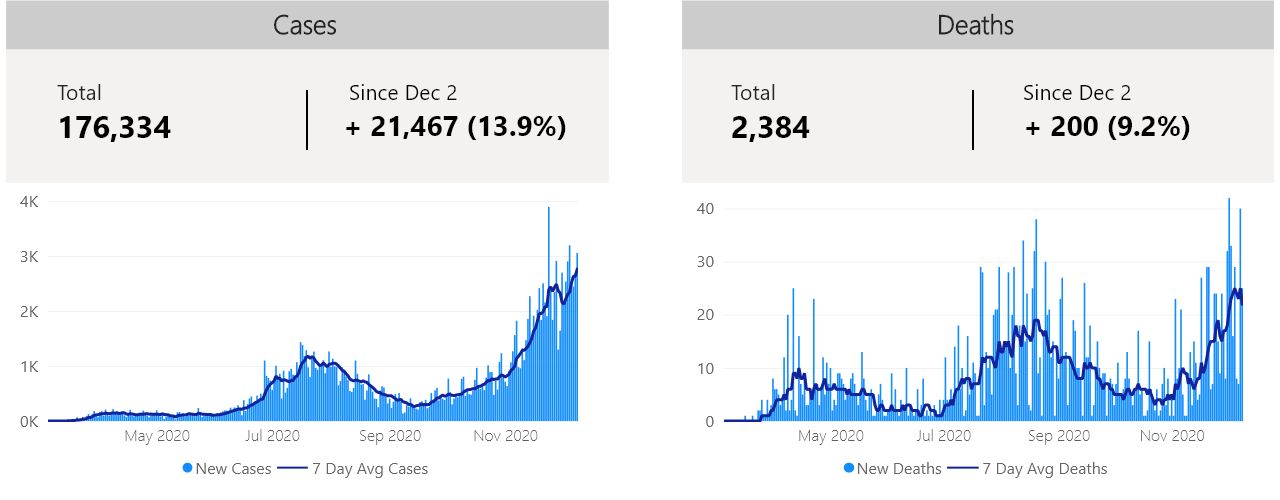 Cases
Total
176,334
Since Dec 2
+ 21,467 (13.9%)
4K
3K
2K
1K
0K
May 2020
Jul 2020
Sep 2020
Nov 2020
New Cases
7 Day Avg Cases
Deaths
Total
2,384
Since Dec 2
+ 200 (9.2%)
40
30
20
10
0
May 2020
Jul 2020
Sep 2020
Nov 2020
New Deaths
7 Day Avg Deaths